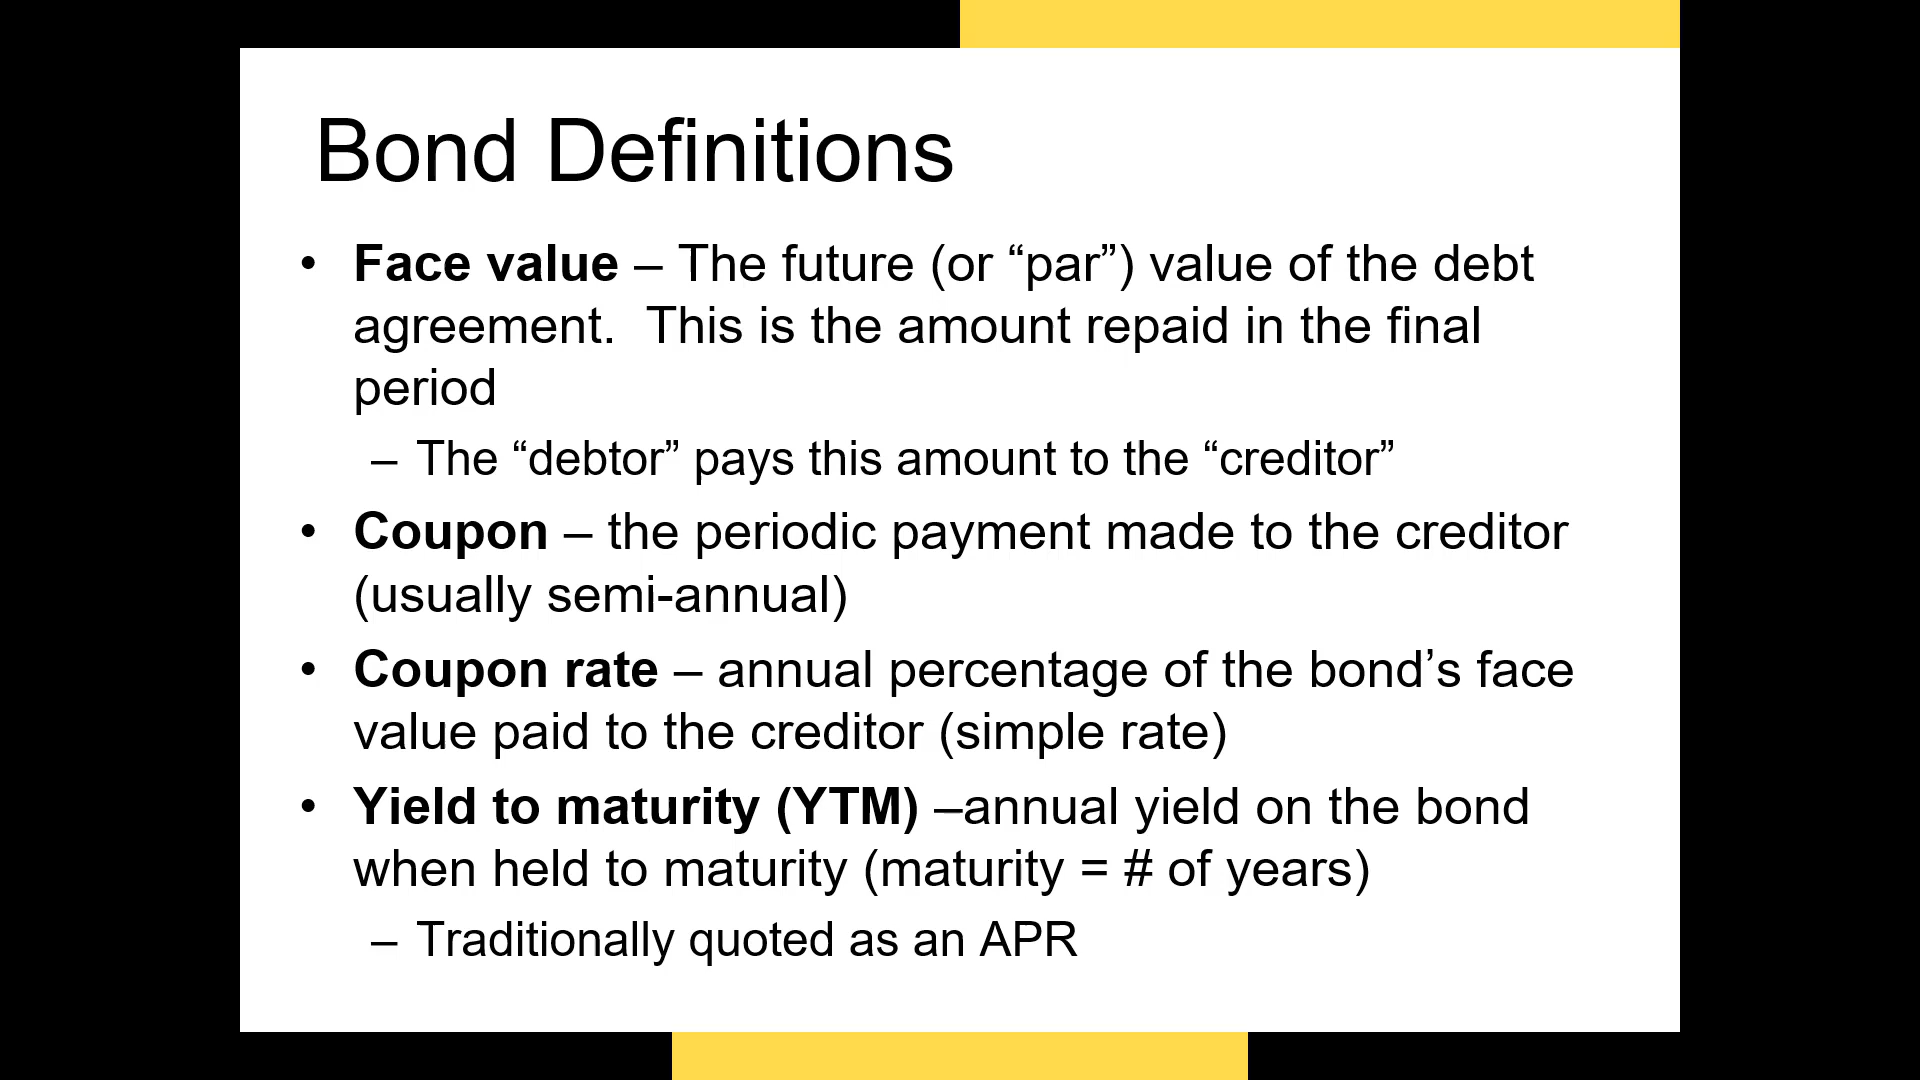 Bond Definitions
• Face value – The future (or “par”) value of the debt
agreement.  This is the amount repaid in the final
period
– The “debtor” pays this amount to the “creditor”
• Coupon – the periodic payment made to the creditor
(usually semi-annual)
• Coupon rate – annual percentage of the bond’s face
value paid to the creditor (simple rate)
• Yield to maturity (YTM) –annual yield on the bond
when held to maturity (maturity = # of years)
– Traditionally quoted as an APR